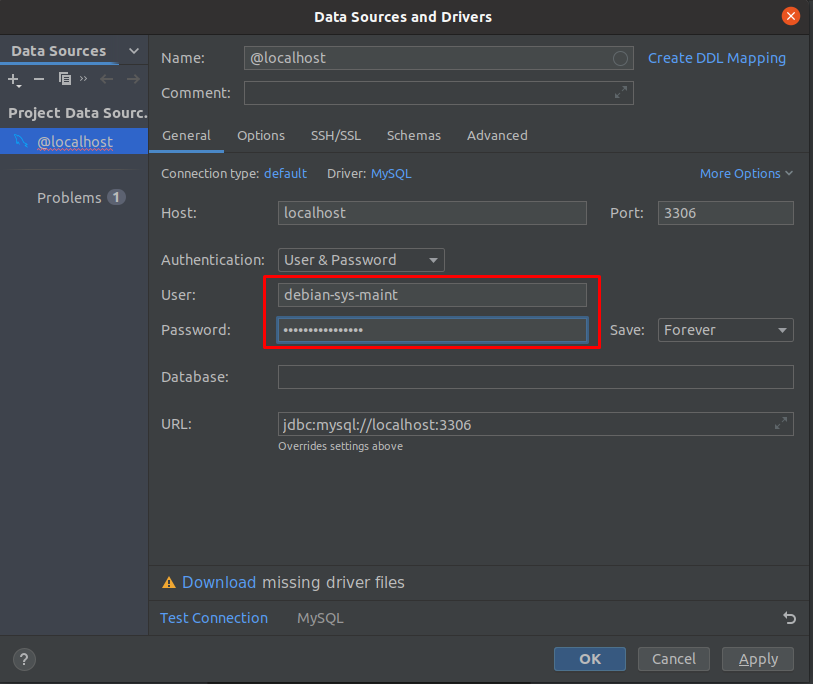 Data Sources and Drivers
Data Sources
Name: @localhost Create DDL Mapping
Comment:
Project Data Sourc.
@localhost
Problems 1
General Options SSH/SSL Schemas Advanced
Connection type: default Driver: MySQL More Options
Host: localhost Port: 3306
Authentication: User & Password
User: debian-sys-maint
Password: •••••••••••••••• Save: Forever
Database:
URL: jdbc:mysql://localhost:3306
Overrides settings above
Download missing driver files
Test Connection MySQL
? OK Cancel Apply